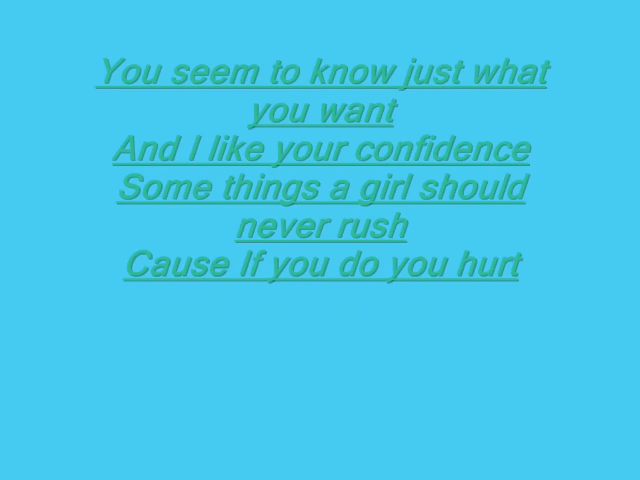 You seem to know just what
you want
And I like your confidence
Some things a girl should
never rush
Cause If you do you hurt